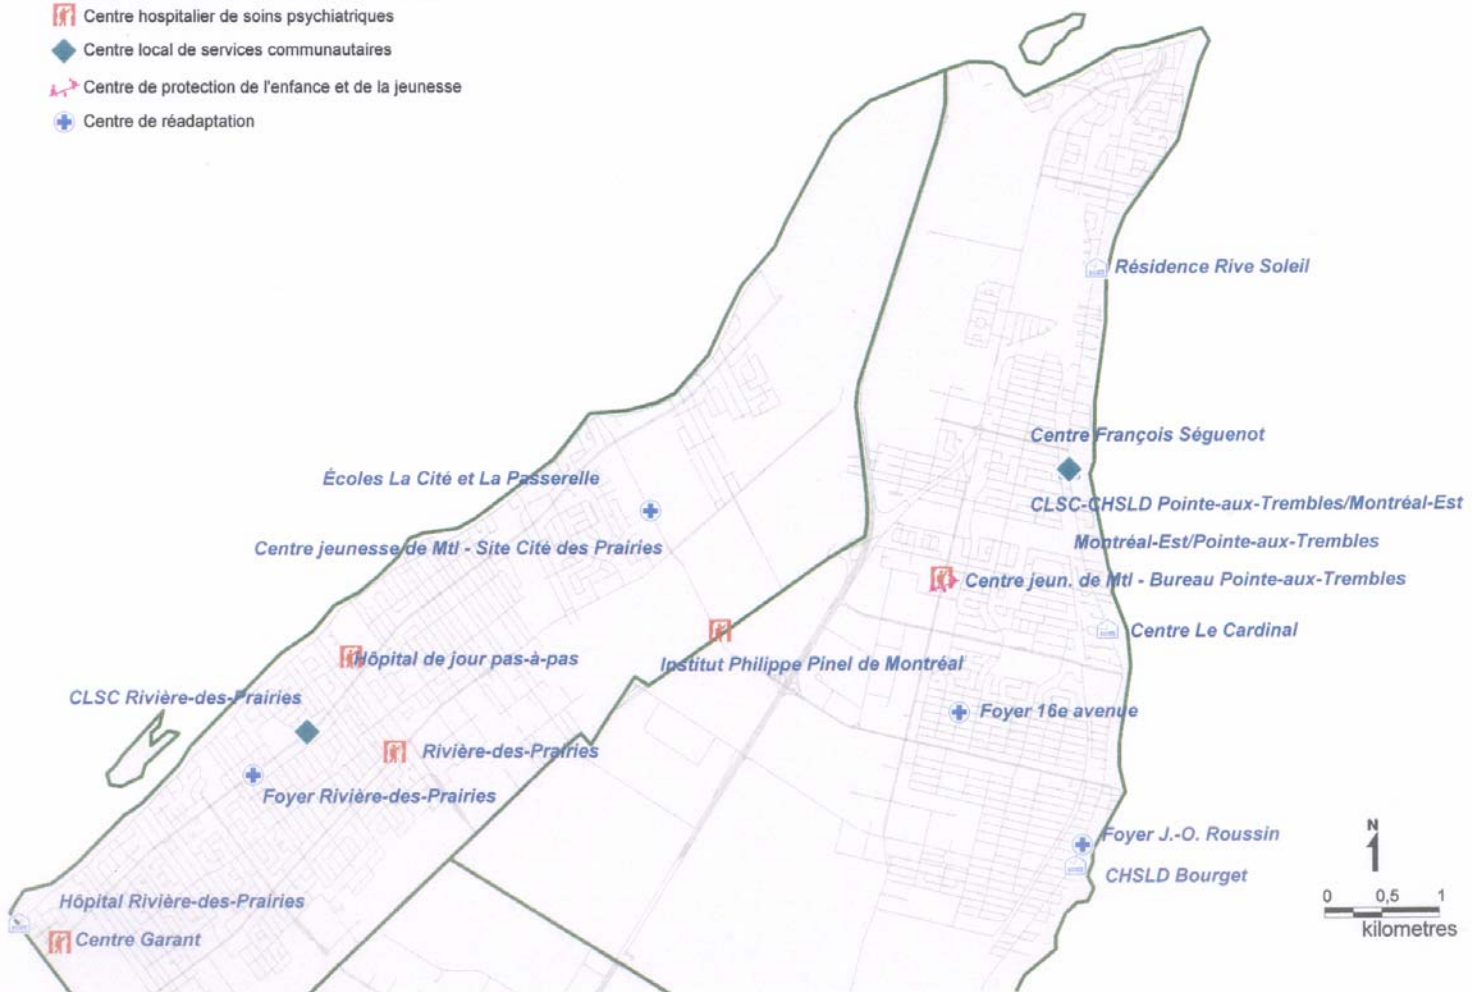 Centre hospitalier de soins psychiatriques
Centre local de services communautaires
Centre de protection de l'enfance et de la jeunesse
Centre de réadaptation
Résidence Rive Soleil
Centre François Séguenot
Écoles La Cité et La Passerelle
CLSC-CHSLD Pointe-aux-Trembles/Montréal-Est
Montréal-Est/Pointe-aux-Trembles
Centre jeunesse de Mtl - Site Cité des Prairies
Centre jeun. de Mtl - Bureau Pointe-aux-Trembles
Centre Le Cardinal
Hôpital de jour pas-à-pas
Institut Philippe Pinel de Montréal
CLSC Rivière-des-Prairies
Foyer 16e avenue
Rivière-des-Prairies
Foyer Rivière-des-Prairies
Foyer J.-O. Roussin
CHSLD Bourget
Hôpital Rivière-des-Prairies
Centre Garant
N
0 0,5 1
kilometres